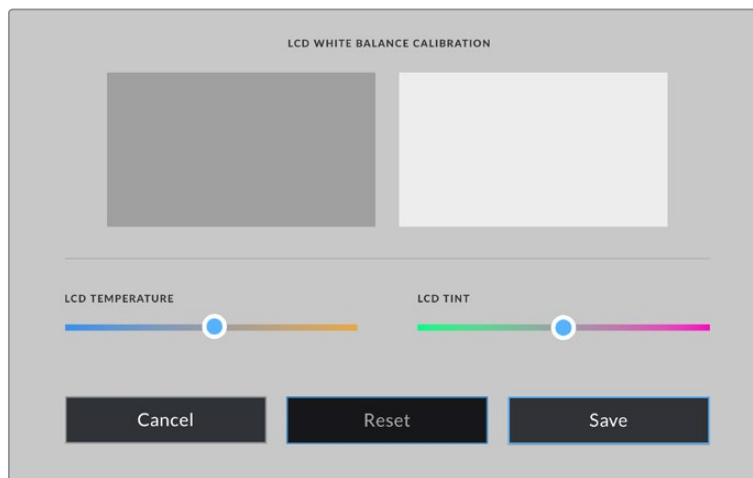 LCD WHITE BALANCE CALIBRATION
LCD TEMPERATURE
LCD TINT
Cancel
Reset
Save